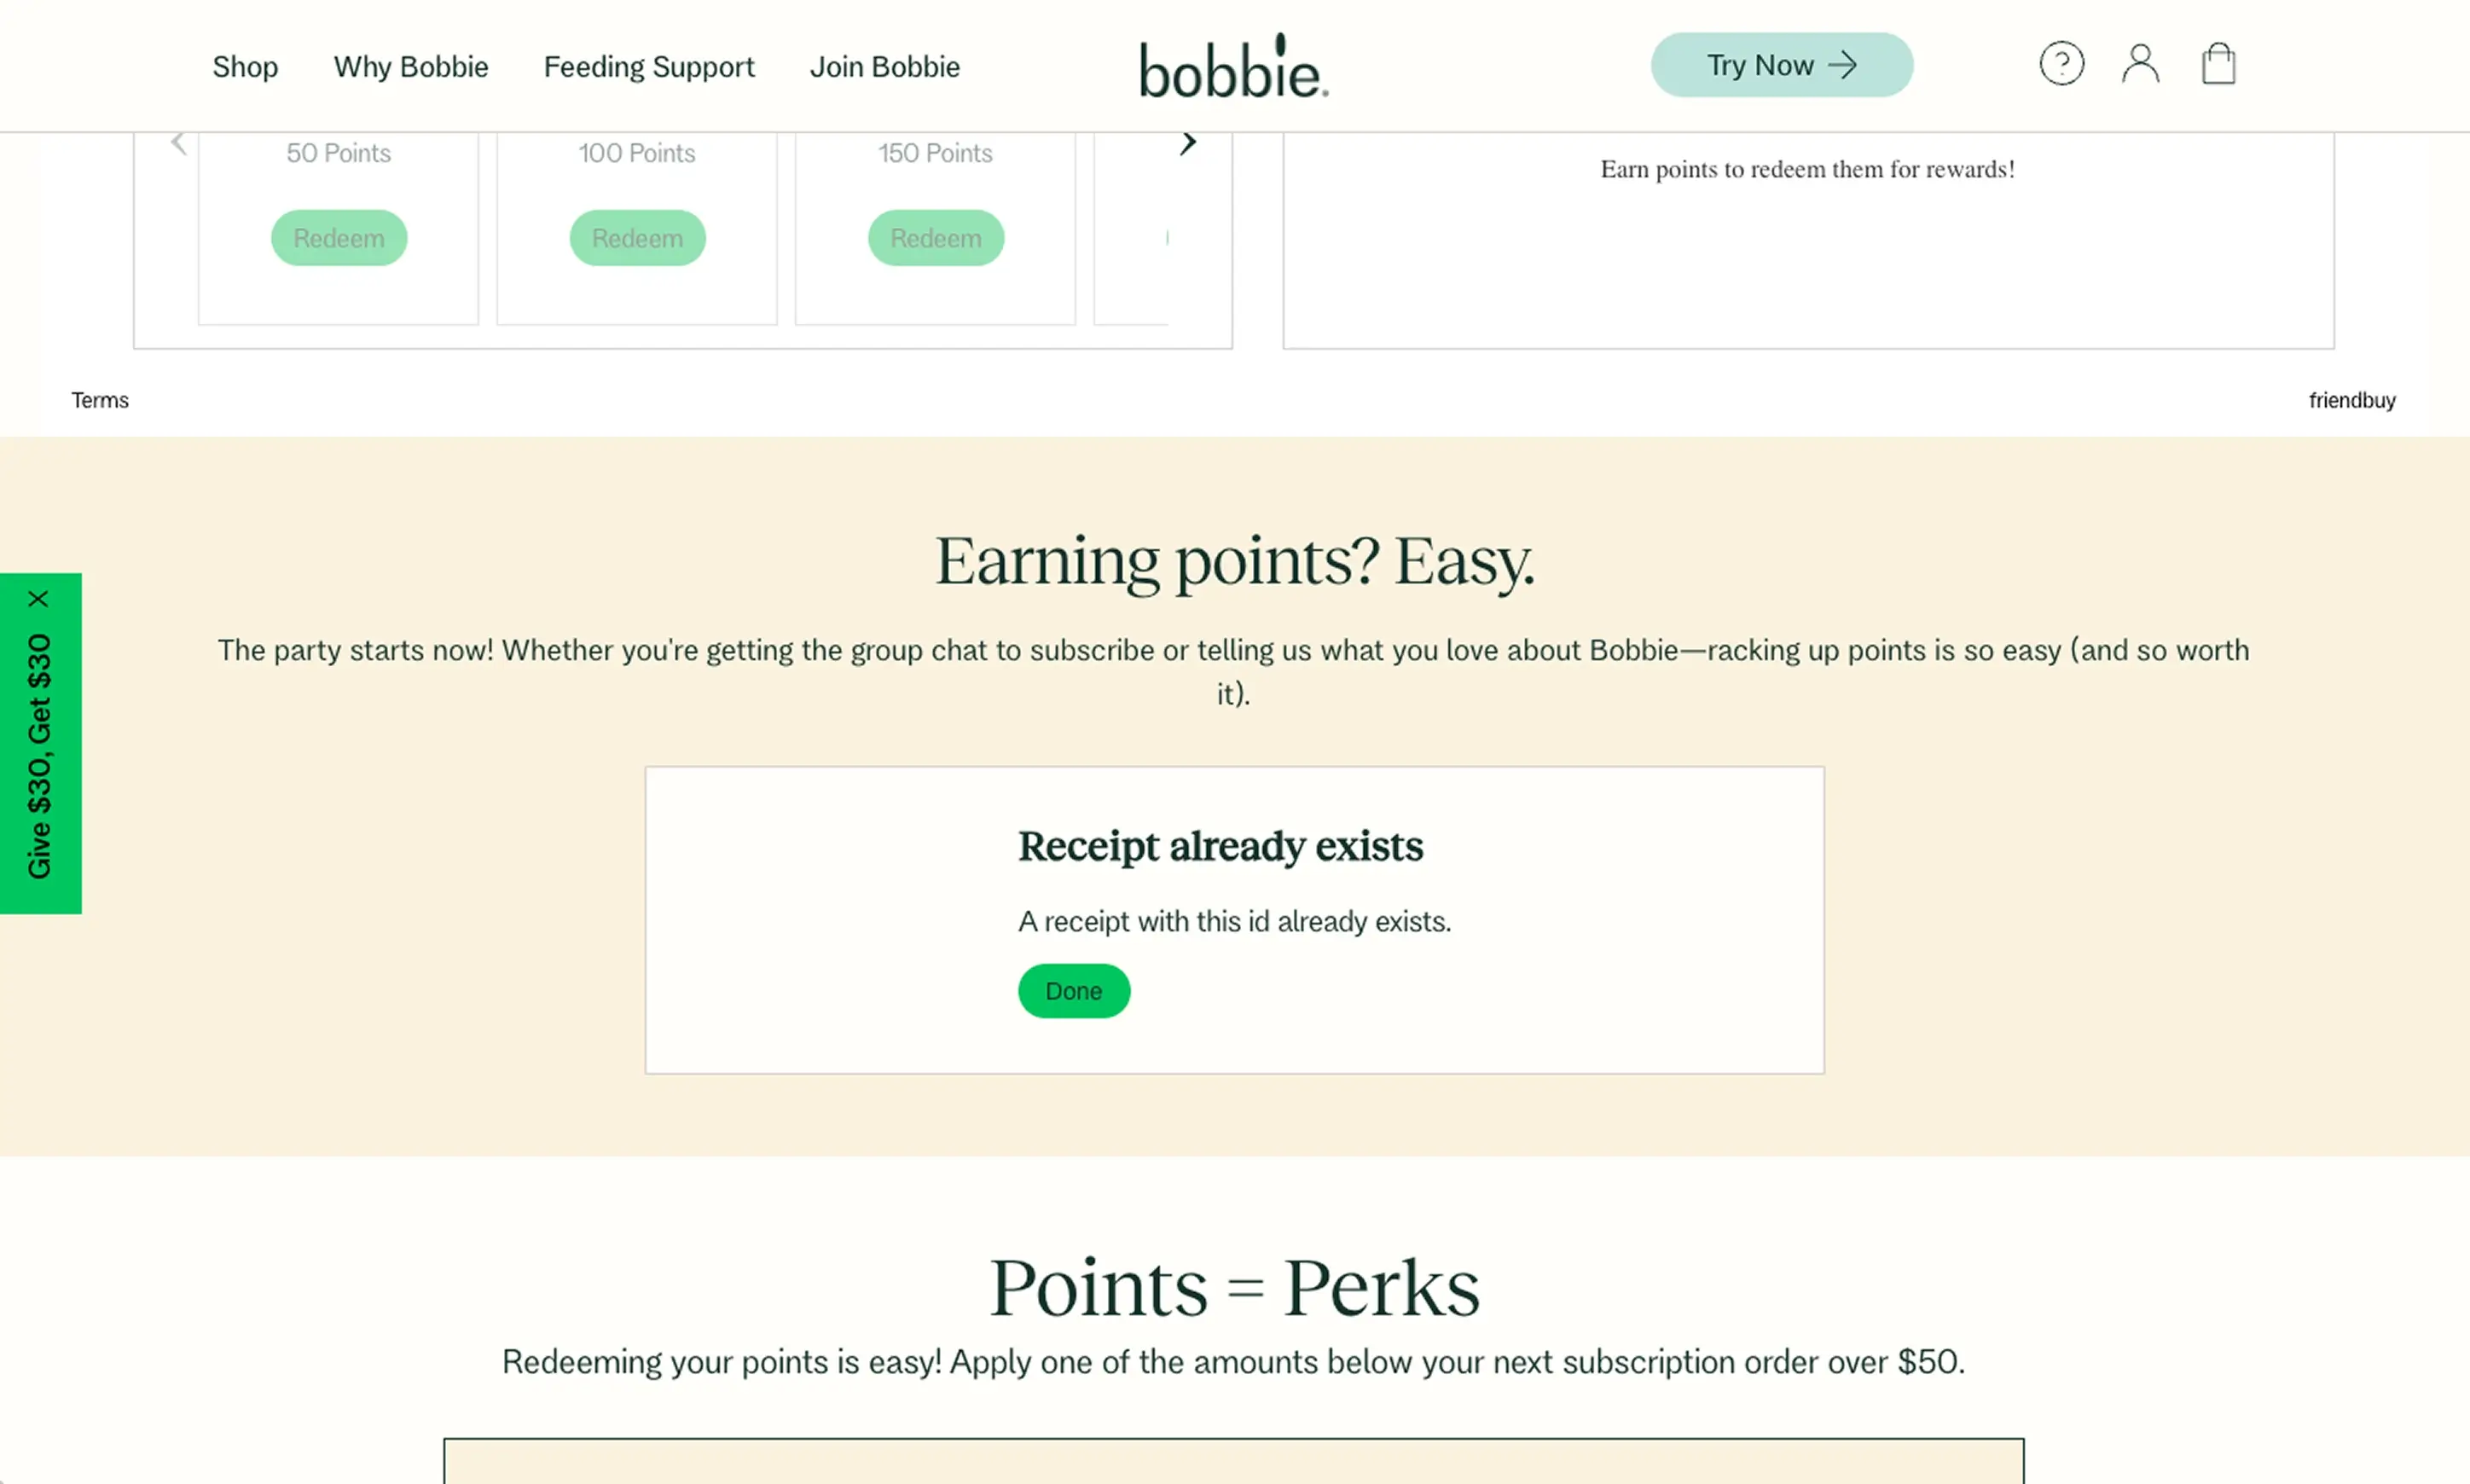 Shop Why Bobbie Feeding Support Join Bobbie bobbie. Try Now
50 Points 100 Points 150 Points
Earn points to redeem them for rewards!
Redeem Redeem Redeem
Terms friendbuy
Earning points? Easy.
The party starts now! Whether you're getting the group chat to subscribe or telling us what you love about Bobbie—racking up points is so easy (and so worth
it).
Give $30, Get $30 X
Receipt already exists
A receipt with this id already exists.
Done
Points = Perks
Redeeming your points is easy! Apply one of the amounts below your next subscription order over $50.